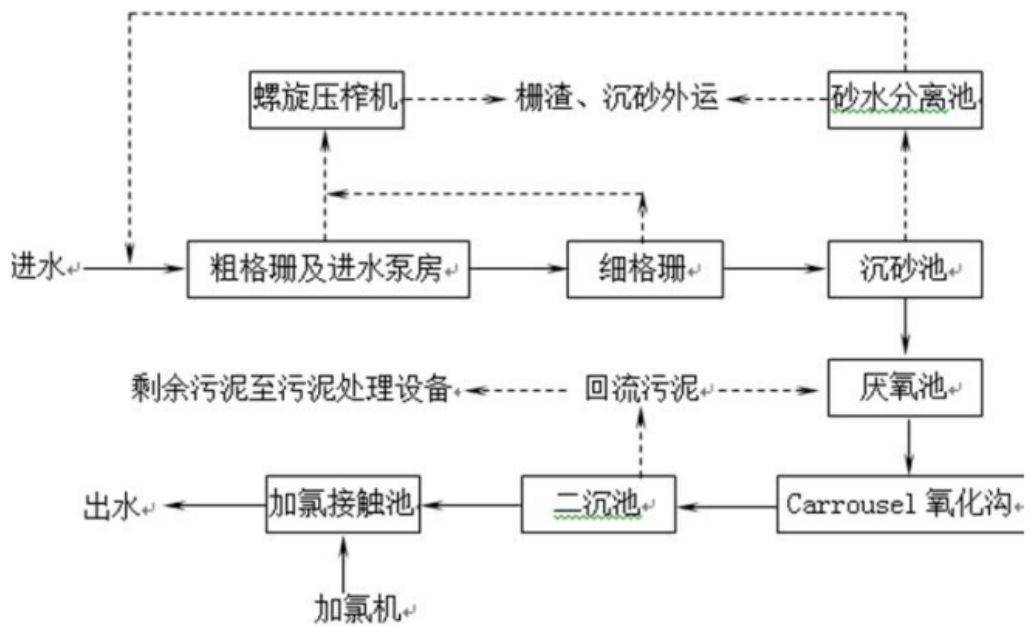 螺旋压榨机
栅渣、沉砂外运
砂水分离池
进水
粗格珊及进水泵房
细格珊
沉砂池
剩余污泥至污泥处理设备
回流污泥
厌氧池
出水
加氯接触池
二沉池
Carrousel 氧化沟
加氯机